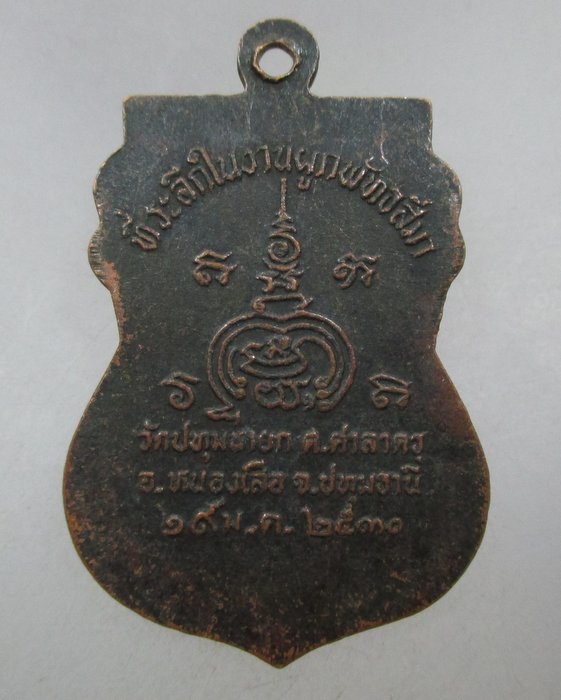 ที่ระลึกในงานผูกพัทธสีมา
วัดปทุมนายก ต.ศาลาครุ
อ.หนองเสือ จ.ปทุมธานี
๑๙ ม.ค. ๒๕๓๐